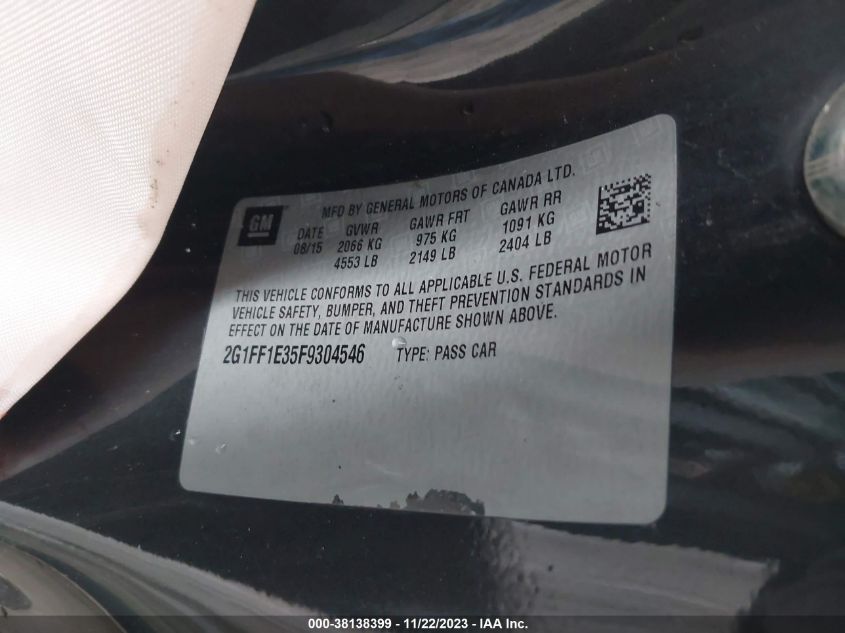 GM
MFD BY GENERAL MOTORS OF CANADA LTD.
DATE GVWR GAWR FRT GAWR RR
08/15 2066 KG 975 KG 1091 KG
4553 LB 2149 LB 2404 LB
THIS VEHICLE CONFORMS TO ALL APPLICABLE U.S. FEDERAL MOTOR
VEHICLE SAFETY, BUMPER, AND THEFT PREVENTION STANDARDS IN
EFFECT ON THE DATE OF MANUFACTURE SHOWN ABOVE.
2G1FF1E35F9304546 TYPE: PASS CAR
000-38138399 - 11/22/2023 - IAA Inc.